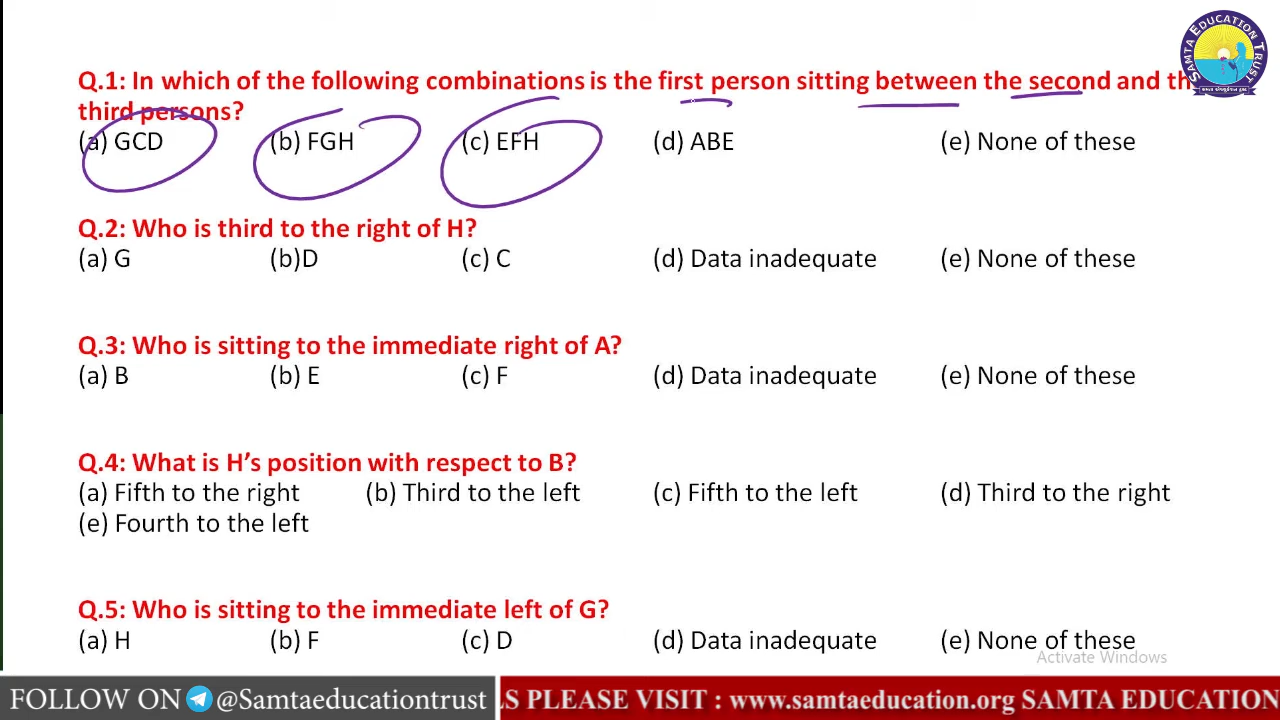 SAMTA EDUCATION TRUST
Q.1: In which of the following combinations is the first person sitting between the second and th
third persons?
(a) GCD (b) FGH (c) EFH (d) ABE (e) None of these
Q.2: Who is third to the right of H?
(a) G (b)D (c) C (d) Data inadequate (e) None of these
Q.3: Who is sitting to the immediate right of A?
(a) B (b) E (c) F (d) Data inadequate (e) None of these
Q.4: What is H’s position with respect to B?
(a) Fifth to the right (b) Third to the left (c) Fifth to the left (d) Third to the right
(e) Fourth to the left
Q.5: Who is sitting to the immediate left of G?
(a) H (b) F (c) D (d) Data inadequate (e) None of these
Activate Windows
FOLLOW ON @Samtaeducationtrust LS PLEASE VISIT : www.samtaeducation.org SAMTA EDUCATION